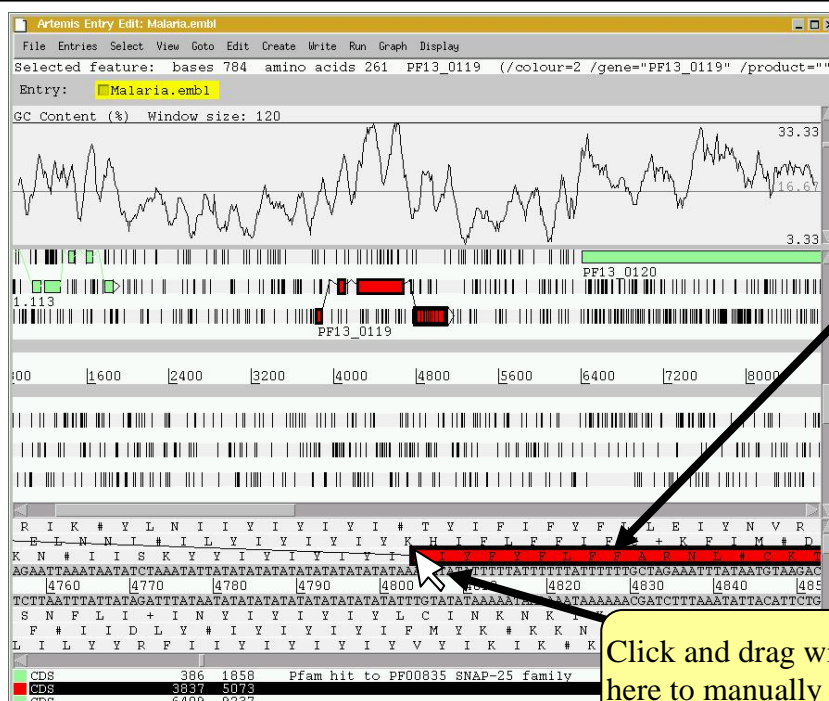 Artemis Entry Edit: Malaria.embl
File Entries Select View Goto Edit Create Write Run Graph Display
Selected feature: bases 784 amino acids 261 PF13_0119 (/colour=2 /gene="PF13_0119" /product=""
Entry: Malaria.embl
GC Content (%) Window size: 120
33.33
16.67
3.33
PF13_0120
1.113
PF13_0119
:00 1600 2400 3200 4000 4800 5600 6400 7200 8000
R I K # Y L N I I Y I Y I Y I # T Y I F I F Y F L E I Y N V R
E L N N I # I L Y I Y I Y I Y K H I F L F F I F + K F I M # D
K N # I I S K Y Y I Y I Y I Y I
4760 4770 4780 4790 4800 4820 4830 4840 485
S N F L I + I N Y I Y I Y I Y L C I N K N K
F # I I D L Y # I Y I Y I Y I F M Y K # K K N
L I L Y Y R F I I Y I Y I Y I Y V Y K I K # K
CDS 386 1858 Pfam hit to PF00835 SNAP-25 family
CDS 3837 5073
Click and drag wi
here to manually